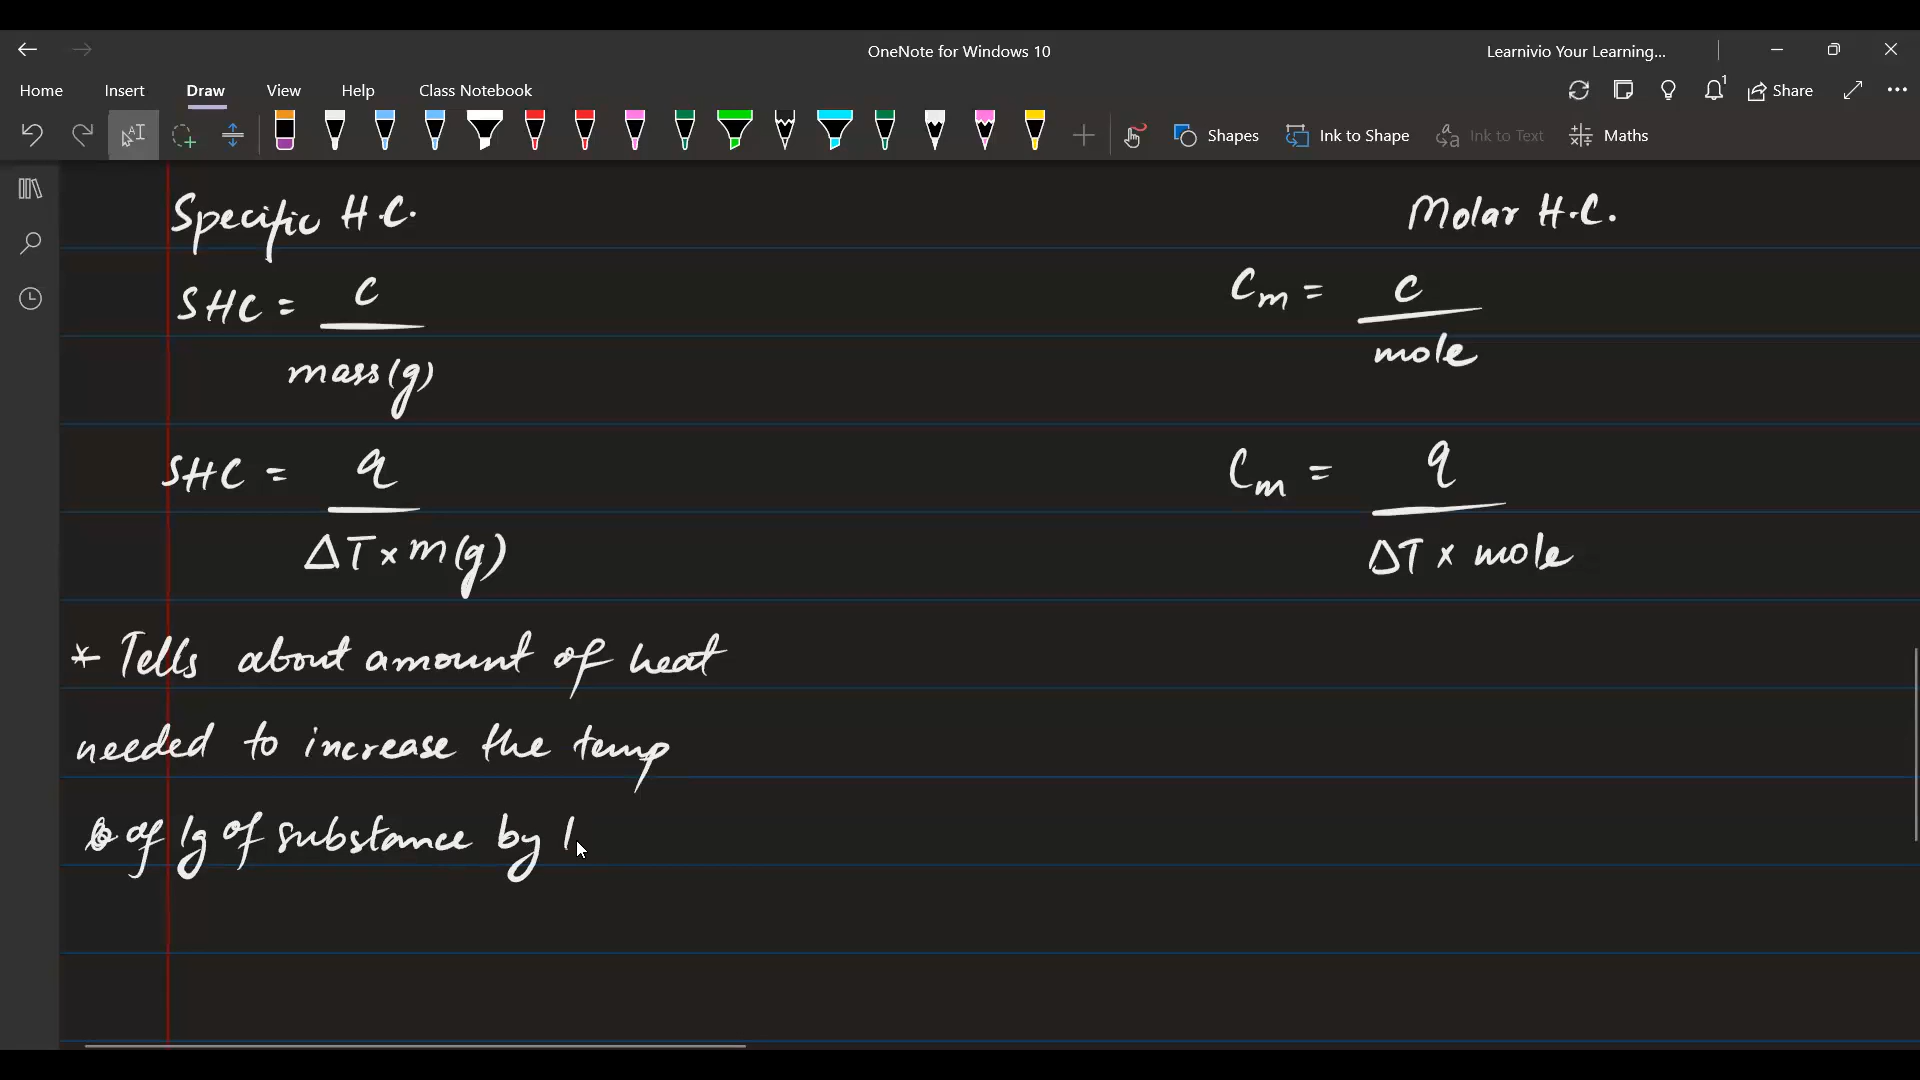 OneNote for Windows 10
Learnivio Your Learning...
Home Insert Draw View Help Class Notebook
1
Share
Shapes
Ink to Shape
Ink to Text
Maths
Specific H.C.
Molar H.C.
SHC = c
mass(g)
Cm = c
mole
SHC = q
ΔT × m(g)
Cm = q
ΔT × mole
* Tells about amount of heat
needed to increase the temp
of 1g of substance by 1